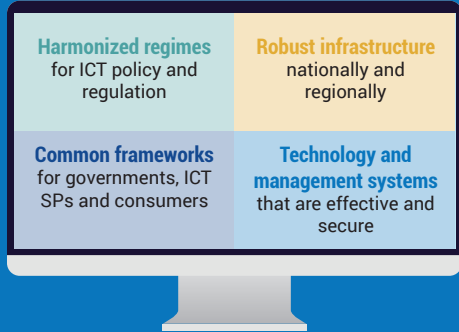 Harmonized regimes
for ICT policy and
regulation
Robust infrastructure
nationally and
regionally
Common frameworks
for governments, ICT
SPs and consumers
Technology and
management systems
that are effective and
secure